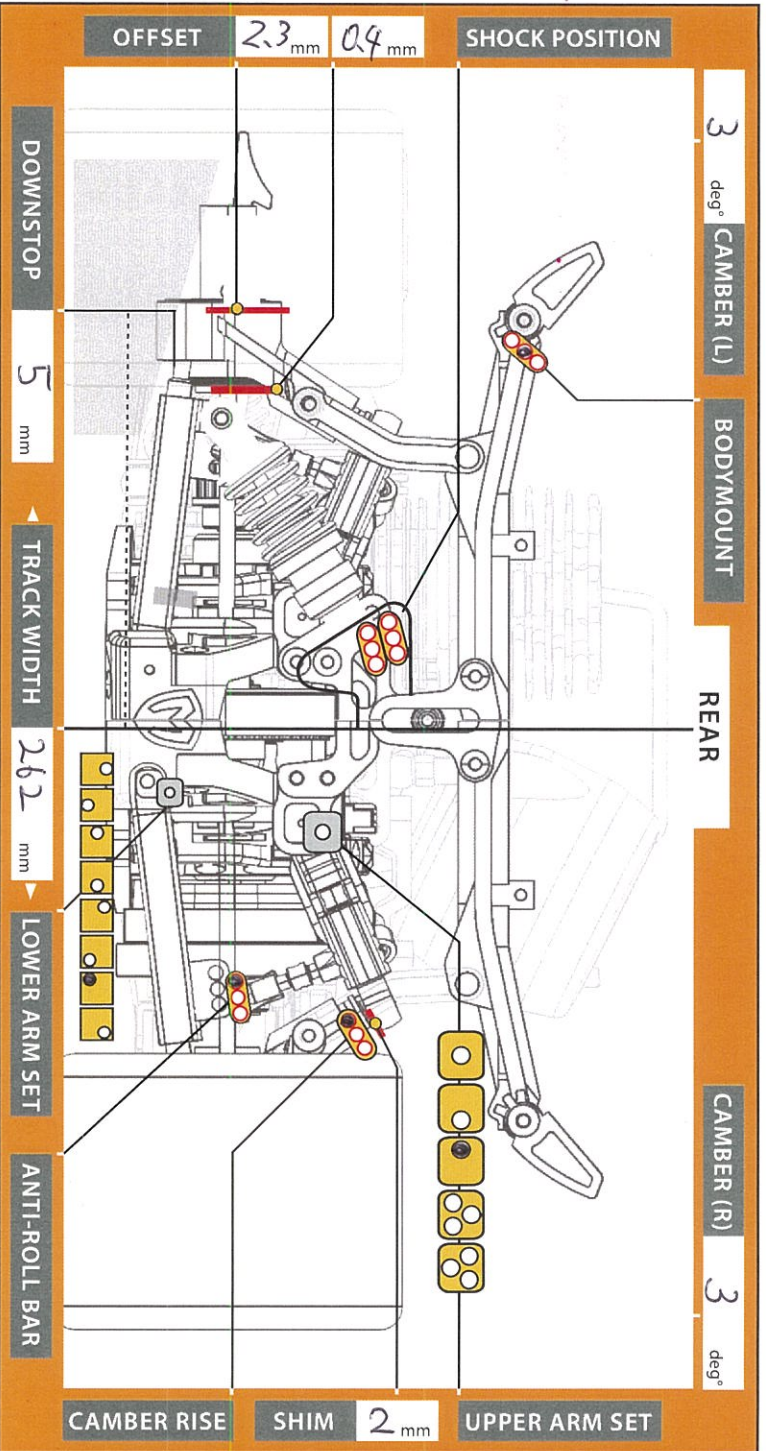 REAR
3 deg° CAMBER (L)
BODYMOUNT
CAMBER (R) 3 deg°
OFFSET 2.3 mm 0.4 mm
SHOCK POSITION
DOWNSTOP 5 mm
TRACK WIDTH 262 mm
LOWER ARM SET
ANTI-ROLL BAR
CAMBER RISE
SHIM 2 mm
UPPER ARM SET